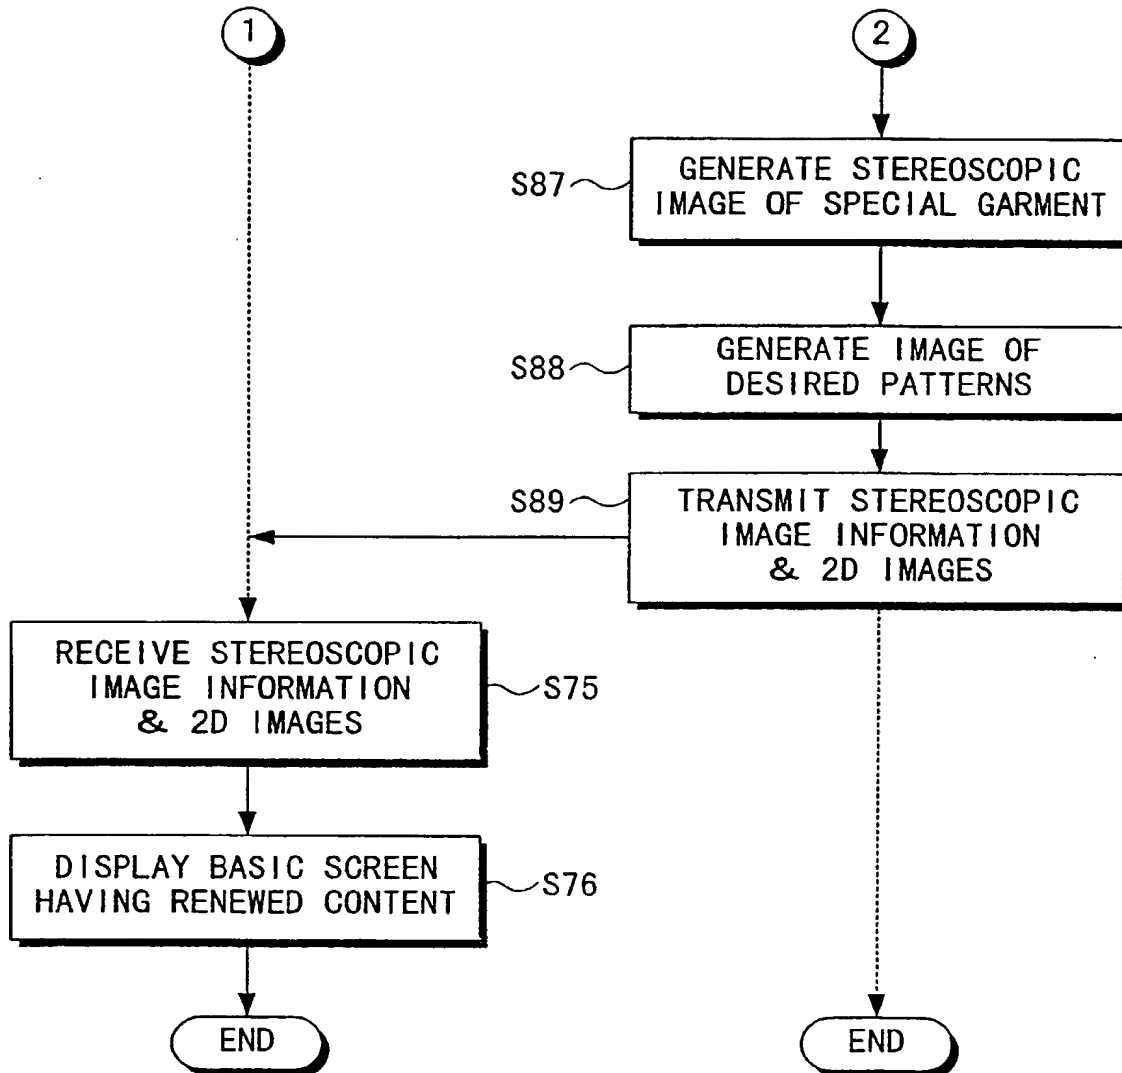 1
2
S87
GENERATE STEREOSCOPIC
IMAGE OF SPECIAL GARMENT
S88
GENERATE IMAGE OF
DESIRED PATTERNS
S89
TRANSMIT STEREOSCOPIC
IMAGE INFORMATION
& 2D IMAGES
RECEIVE STEREOSCOPIC
IMAGE INFORMATION
& 2D IMAGES
S75
DISPLAY BASIC SCREEN
HAVING RENEWED CONTENT
S76
END
END